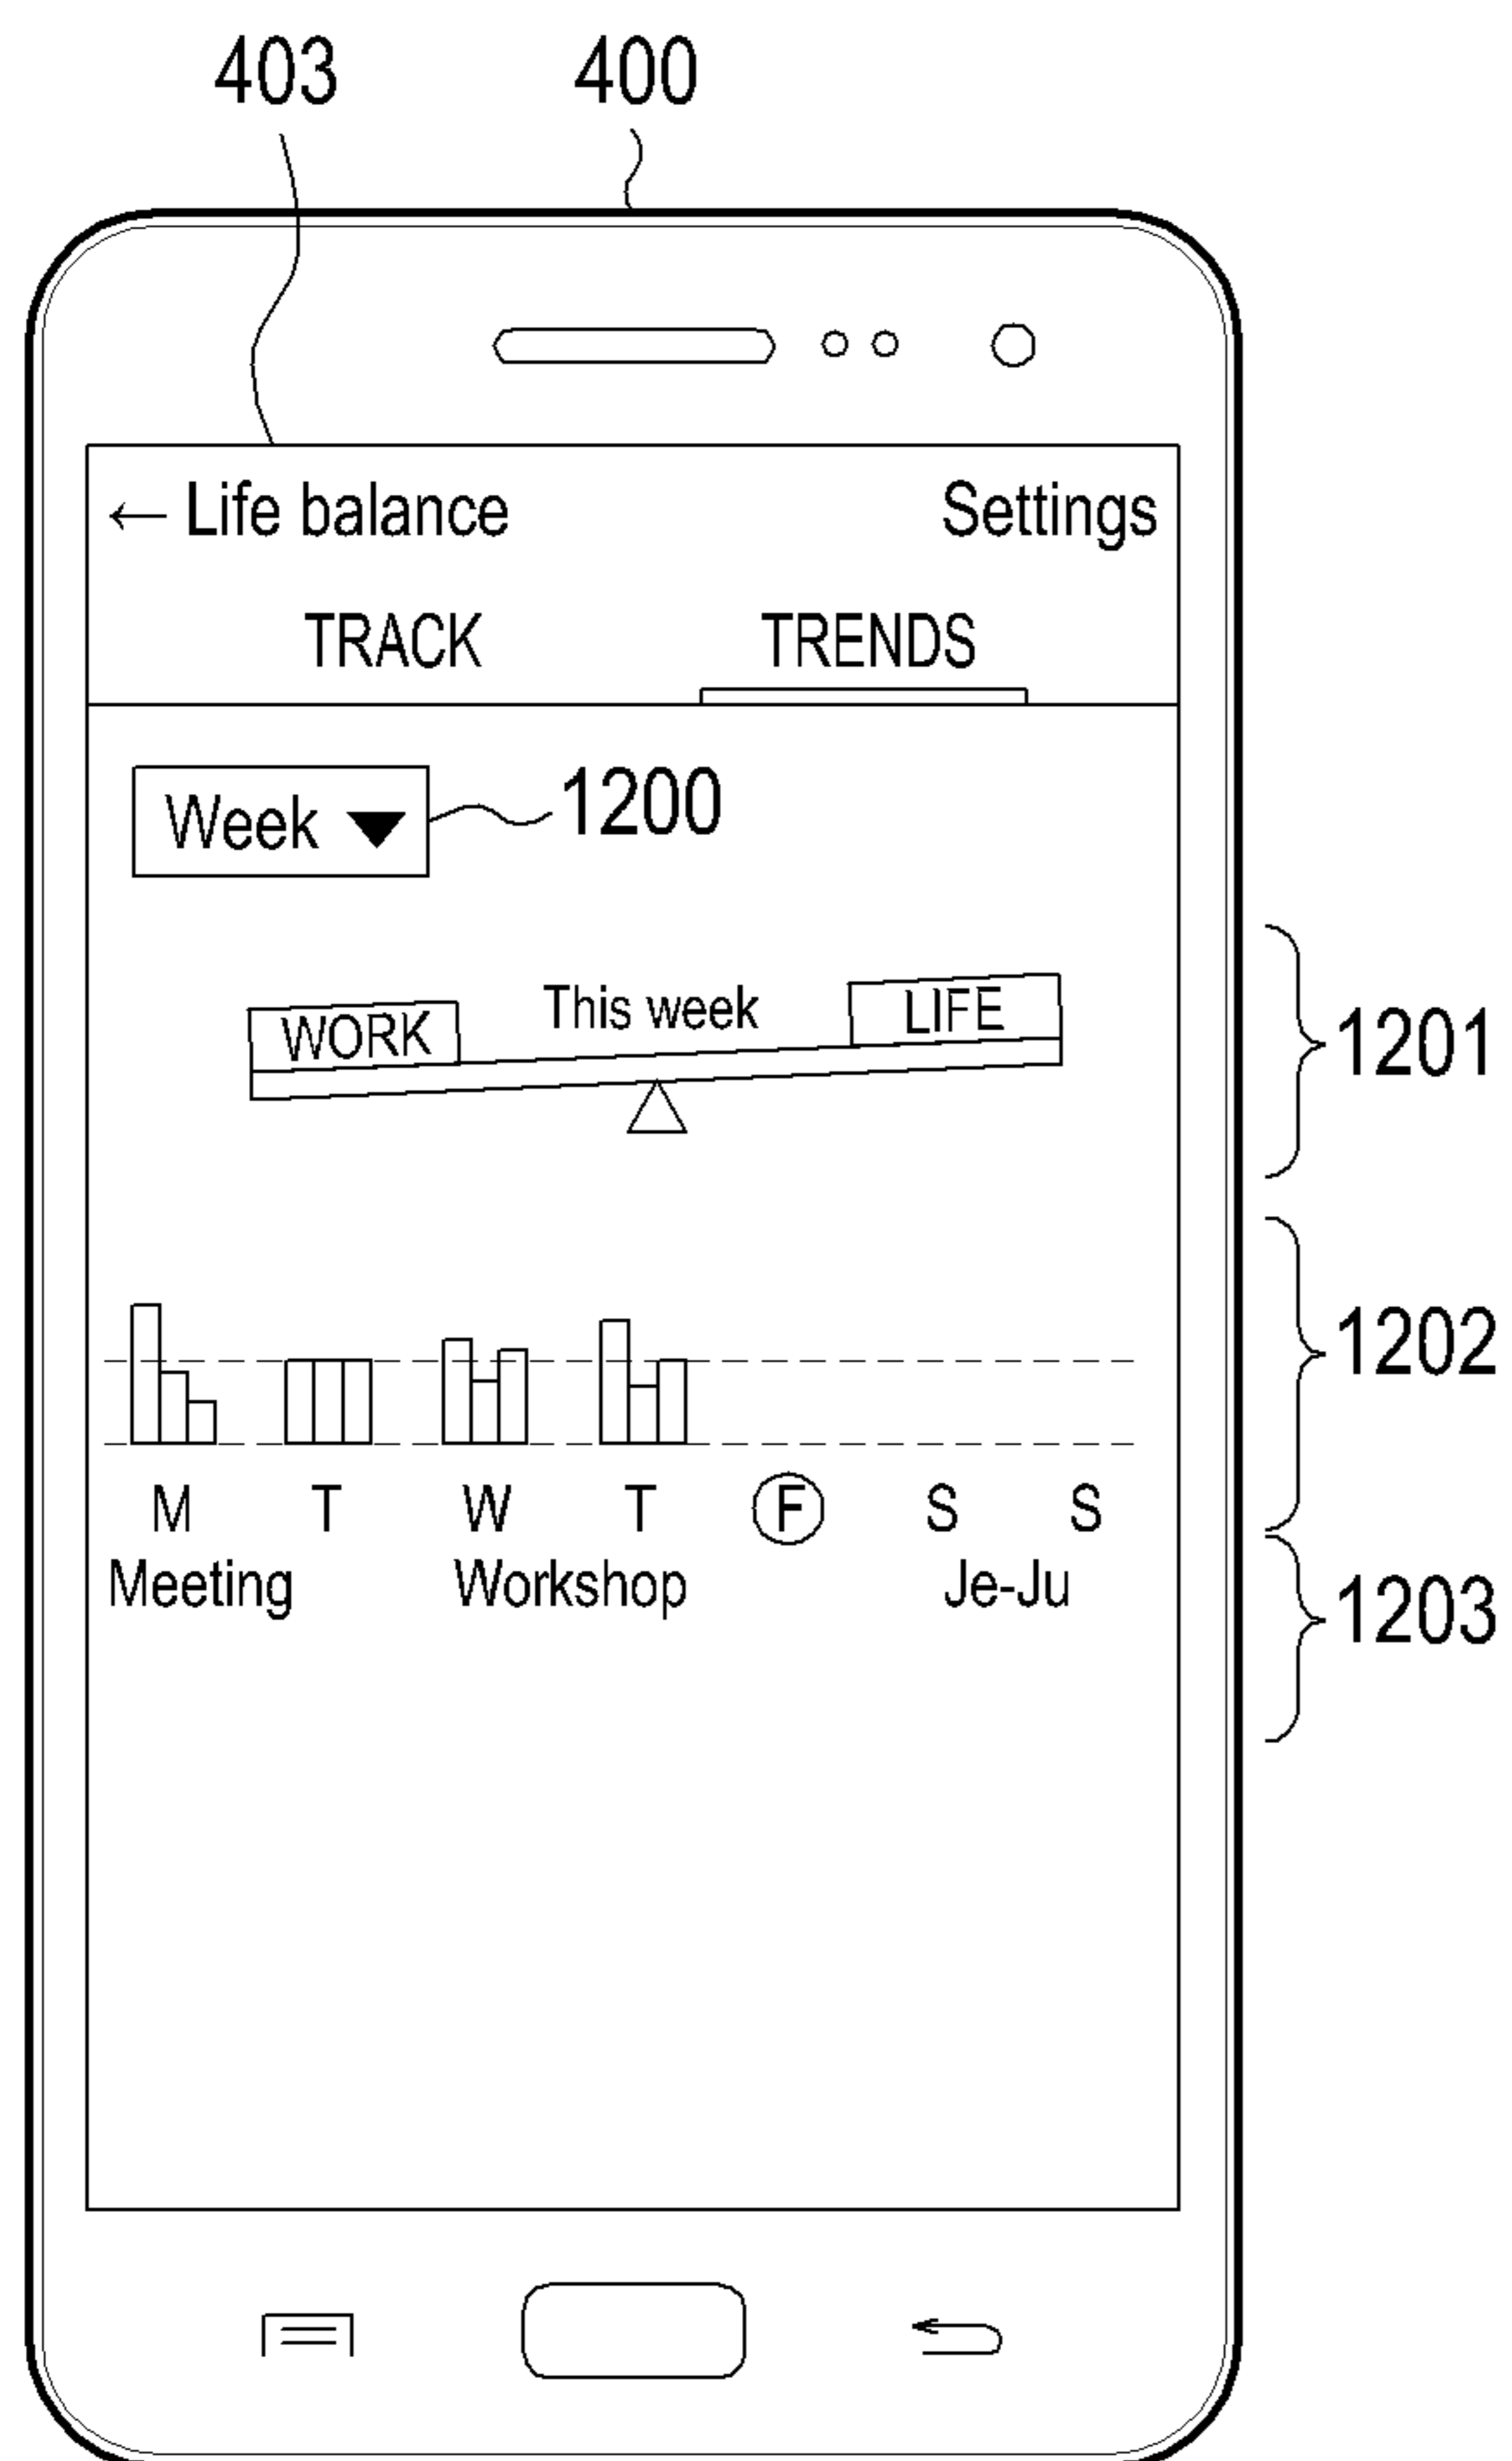 403 400
← Life balance Settings
TRACK TRENDS
Week ▼ 1200
WORK This week LIFE
1201
1202
M T W T F S S
Meeting Workshop Je-Ju
1203